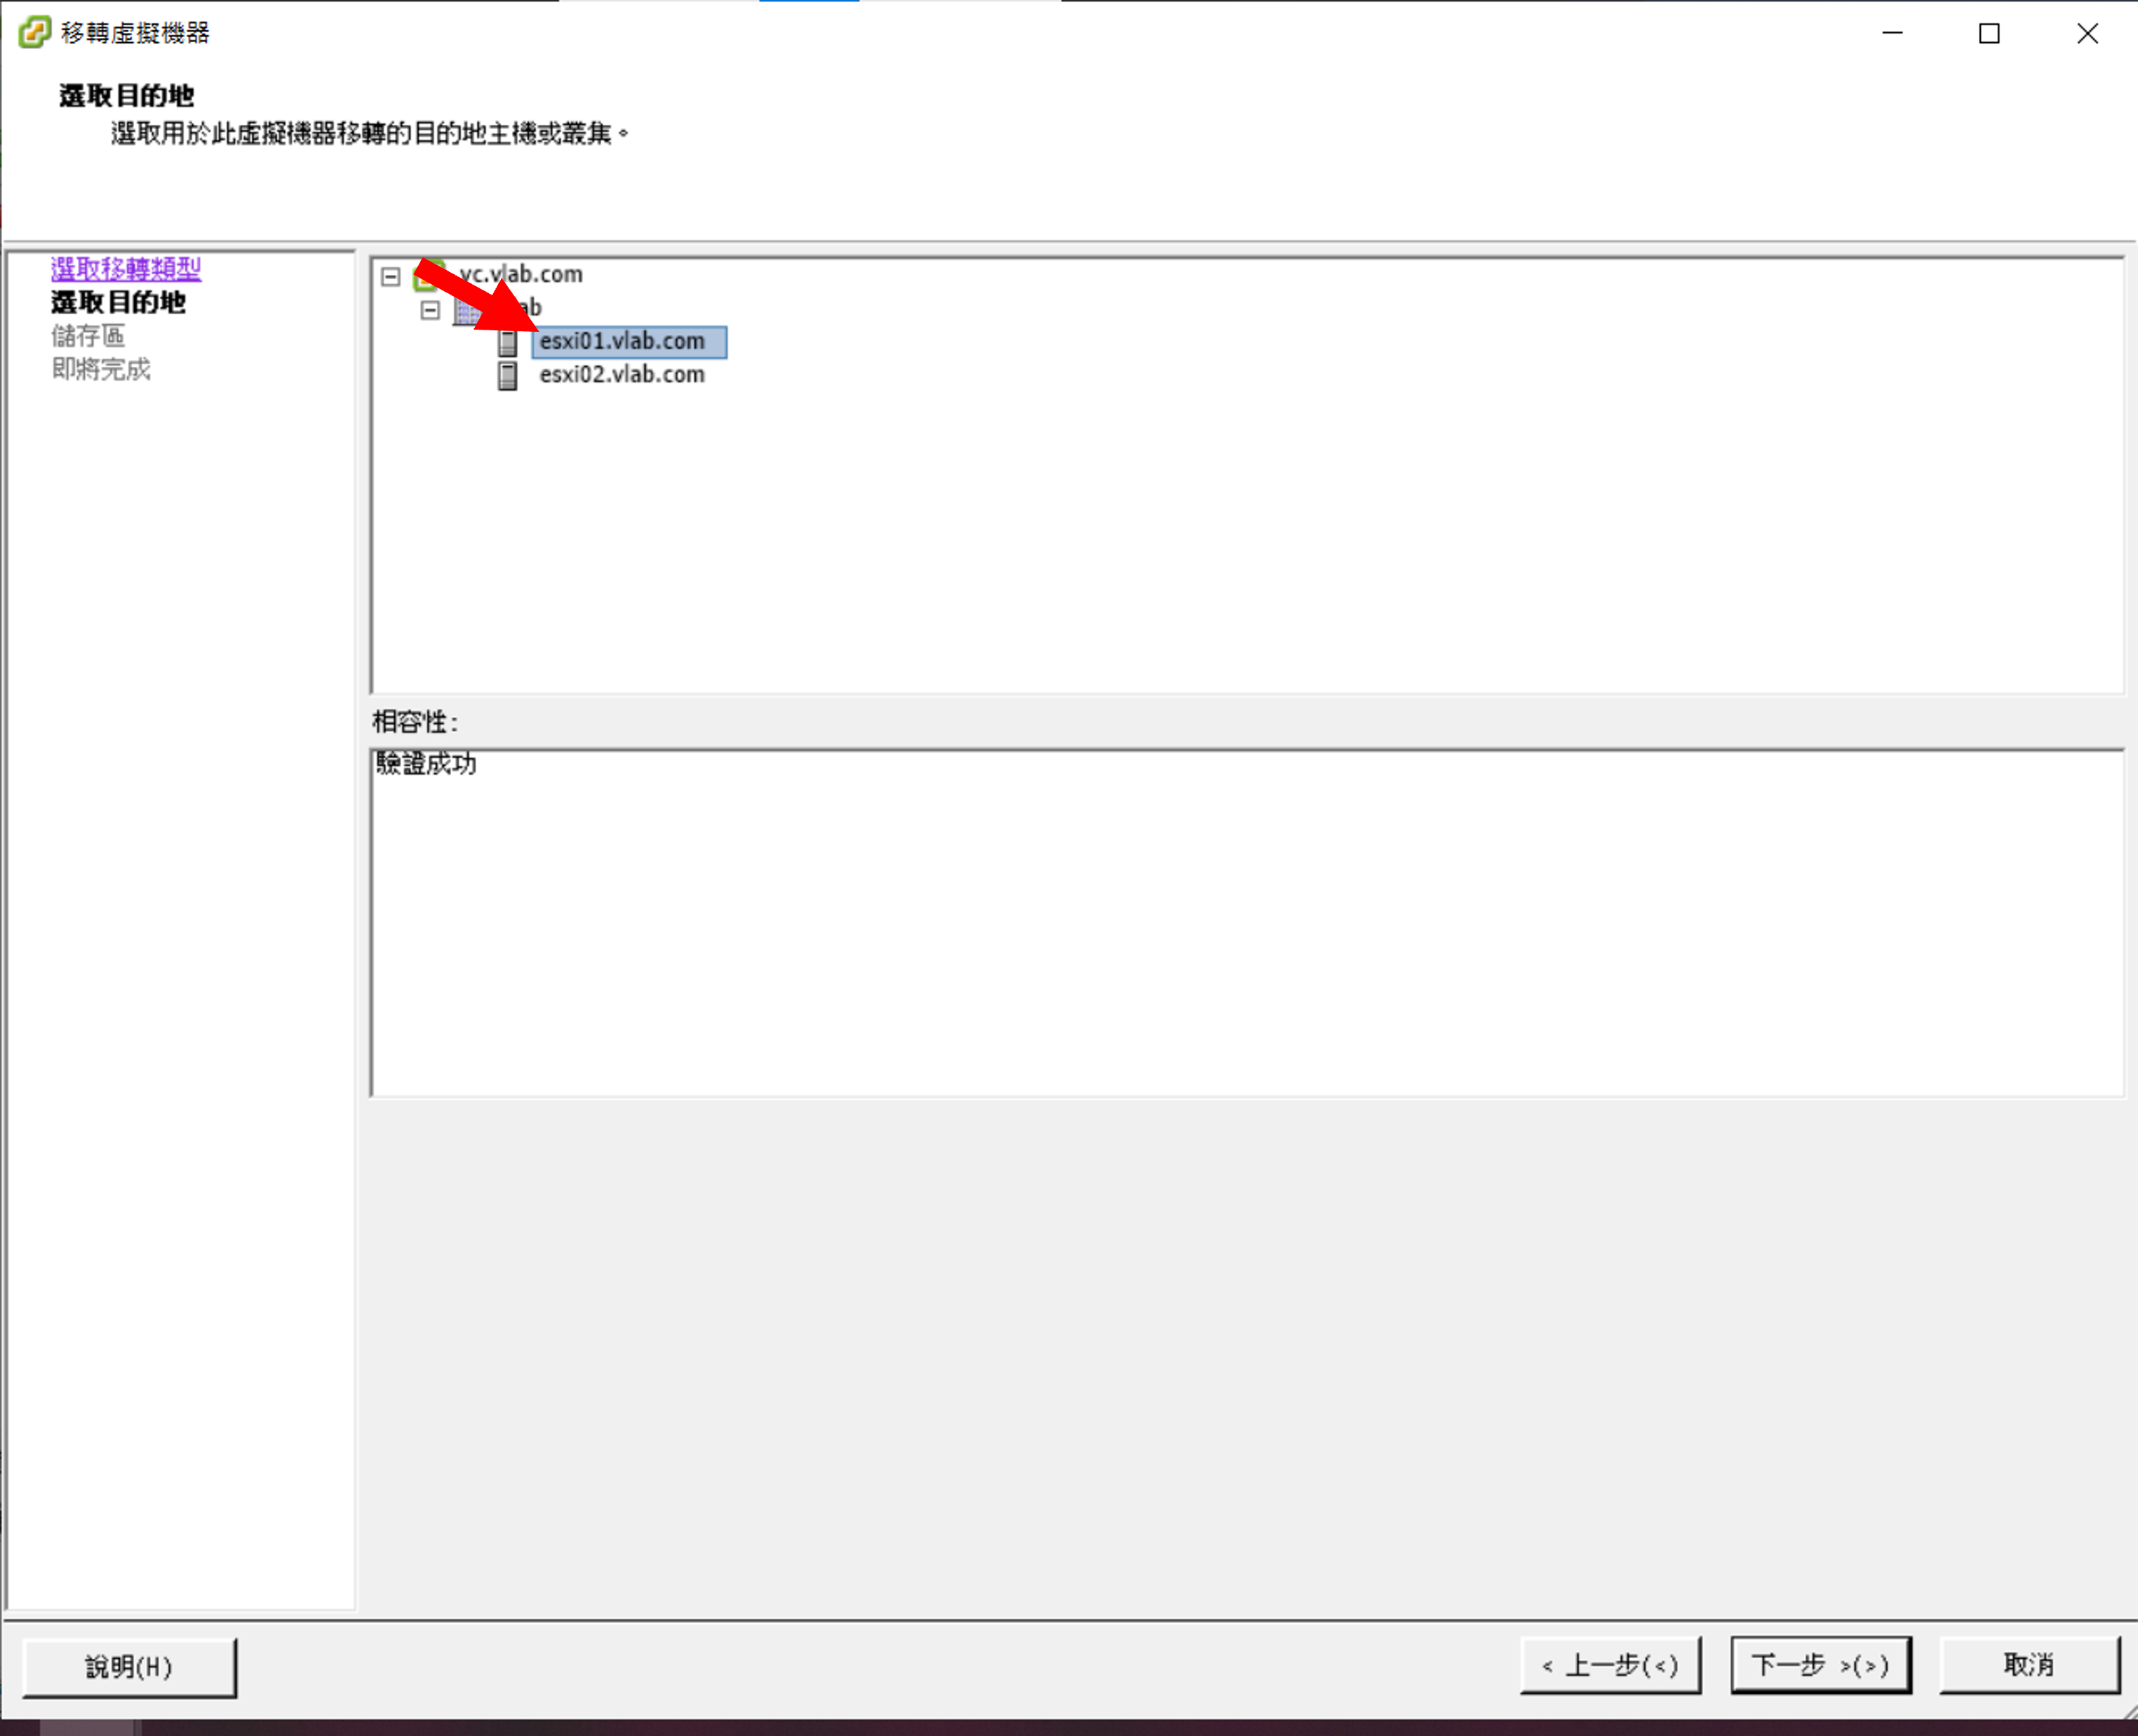 移轉虛擬機器
選取目的地
選取用於此虛擬機器移轉的目的地主機或叢集。
選取移轉類型
選取目的地
儲存區
即將完成
vc.vlab.com
esxi01.vlab.com
esxi02.vlab.com
相容性:
驗證成功
說明(H)
< 上一步(<)
下一步 >(>)
取消